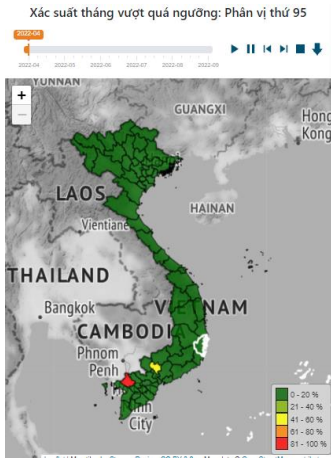 Xác suất tháng vượt quá ngưỡng: Phân vị thứ 95
2022-04
2022-04 2022-05 2022-06 2022-07 2022-08 2022-09
YUNNAN
+
−
GUANGXI
Hong
Kong
LAOS
HAINAN
Vientiane
THAILAND
Bangkok
VIETNAM
CAMBODI
Phnom
Penh
City
0 - 20 %
21 - 40 %
41 - 60 %
61 - 80 %
81 - 100 %